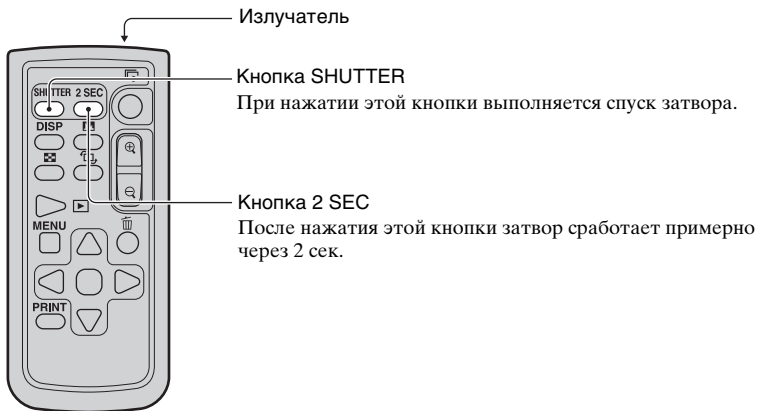 Излучатель
Кнопка SHUTTER
При нажатии этой кнопки выполняется спуск затвора.
SHUTTER 2 SEC
DISP
Кнопка 2 SEC
После нажатия этой кнопки затвор сработает примерно
через 2 сек.
MENU
PRINT